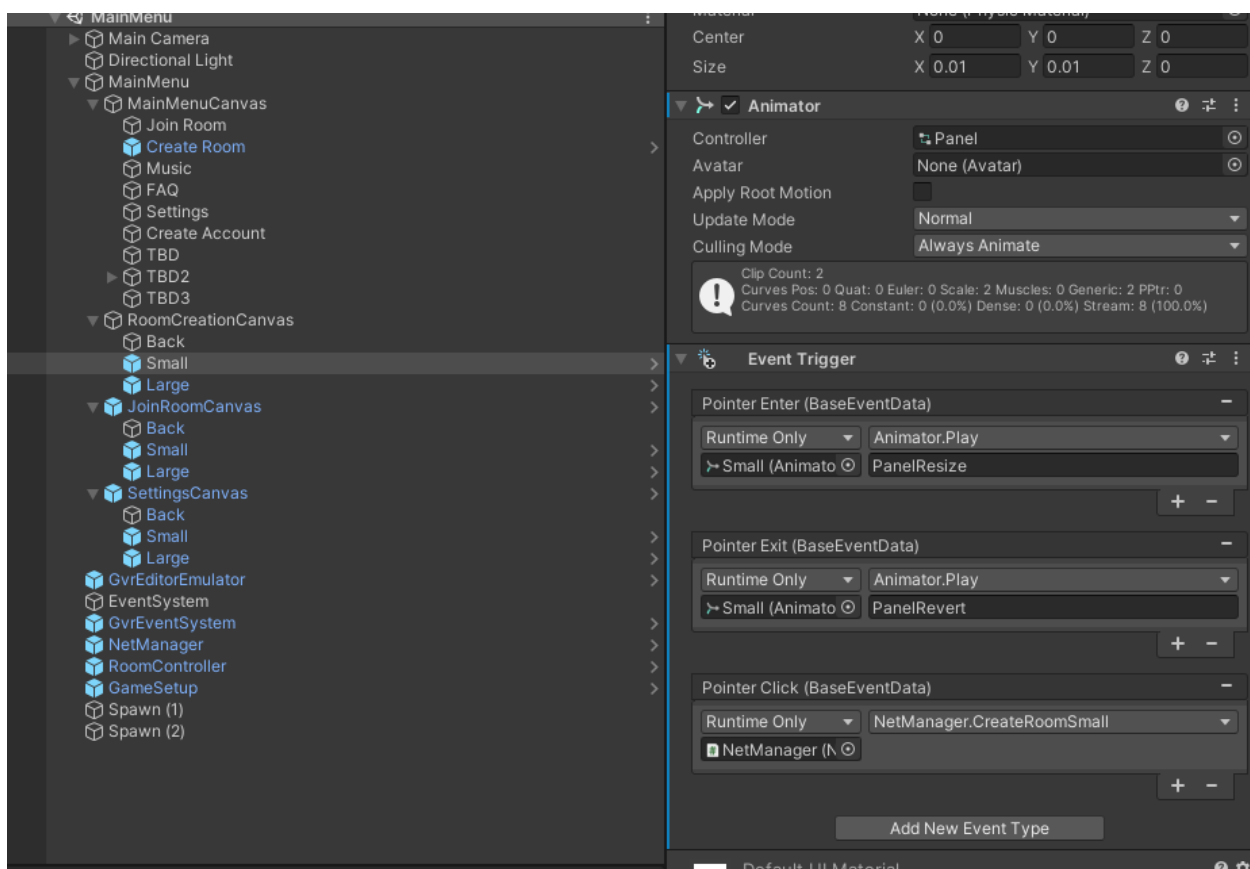 MainMenu
Main Camera
Directional Light
MainMenu
MainMenuCanvas
Join Room
Create Room
Music
FAQ
Settings
Create Account
TBD
TBD2
TBD3
RoomCreationCanvas
Back
Small
Large
JoinRoomCanvas
Back
Small
Large
SettingsCanvas
Back
Small
Large
GvrEditorEmulator
EventSystem
GvrEventSystem
NetManager
RoomController
GameSetup
Spawn (1)
Spawn (2)
Material None (Physic Material)
Center X 0 Y 0 Z 0
Size X 0.01 Y 0.01 Z 0
Animator
Controller Panel
Avatar None (Avatar)
Apply Root Motion
Update Mode Normal
Culling Mode Always Animate
Clip Count: 2
Curves Pos: 0 Quat: 0 Euler: 0 Scale: 2 Muscles: 0 Generic: 2 PPtr: 0
Curves Count: 8 Constant: 0 (0.0%) Dense: 0 (0.0%) Stream: 8 (100.0%)
Event Trigger
Pointer Enter (BaseEventData)
Runtime Only Animator.Play
Small (Animato PanelResize
Pointer Exit (BaseEventData)
Runtime Only Animator.Play
Small (Animato PanelRevert
Pointer Click (BaseEventData)
Runtime Only NetManager.CreateRoomSmall
NetManager (N
Add New Event Type
Default UI Material